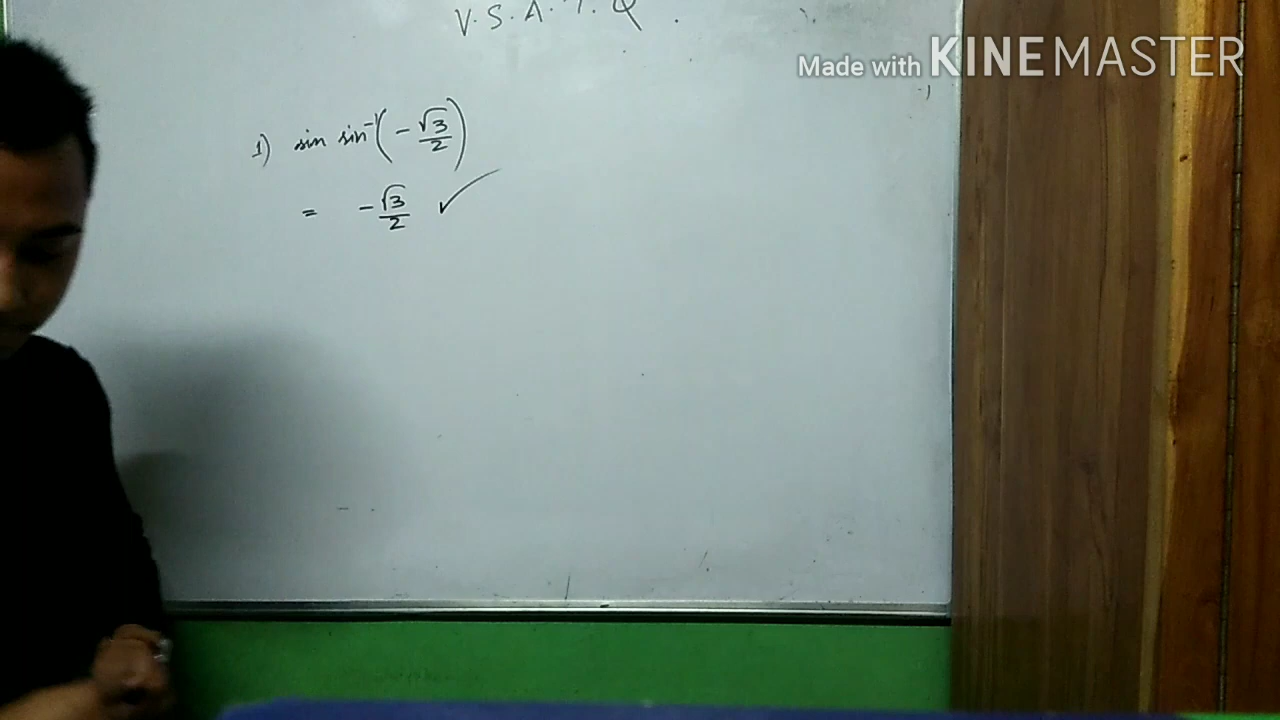 V.S.A.T.Q.
Made with KINEMASTER
1) sin sin⁻¹(-√3/2)
= -√3/2 ✓